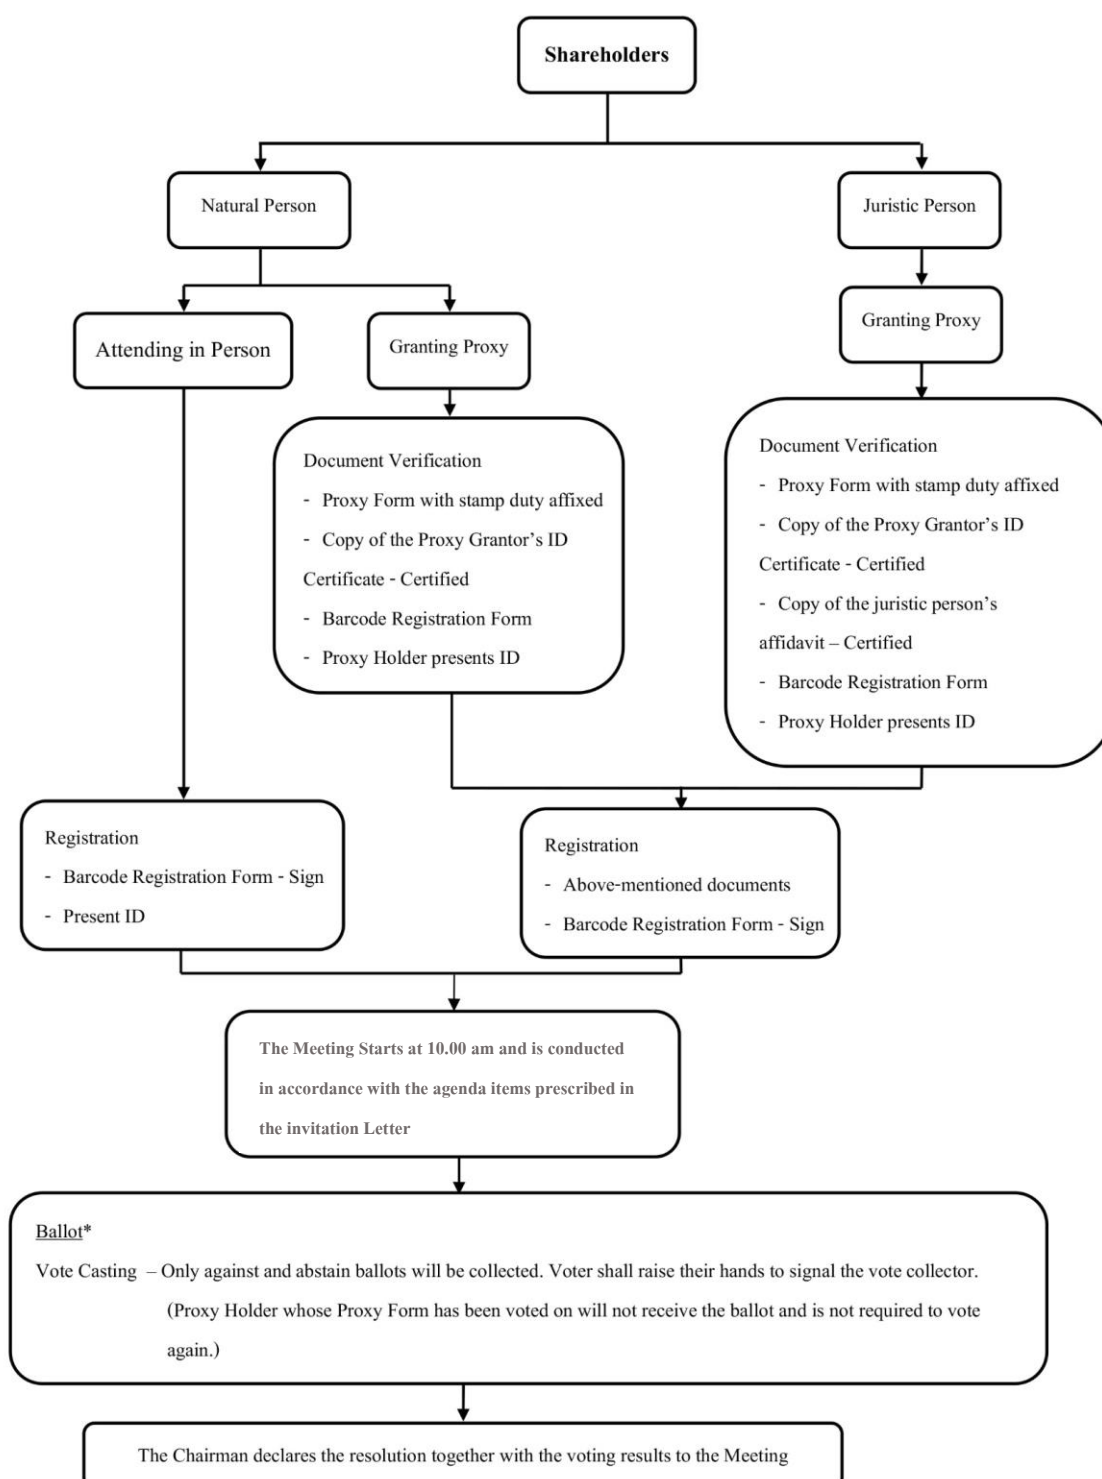 Shareholders
Natural Person
Juristic Person
Attending in Person
Granting Proxy
Granting Proxy
Document Verification
- Proxy Form with stamp duty affixed
- Copy of the Proxy Grantor’s ID
Certificate - Certified
- Barcode Registration Form
- Proxy Holder presents ID
Document Verification
- Proxy Form with stamp duty affixed
- Copy of the Proxy Grantor’s ID
Certificate - Certified
- Copy of the juristic person’s
affidavit – Certified
- Barcode Registration Form
- Proxy Holder presents ID
Registration
- Barcode Registration Form - Sign
- Present ID
Registration
- Above-mentioned documents
- Barcode Registration Form - Sign
The Meeting Starts at 10.00 am and is conducted
in accordance with the agenda items prescribed in
the invitation Letter
Ballot*
Vote Casting – Only against and abstain ballots will be collected. Voter shall raise their hands to signal the vote collector.
(Proxy Holder whose Proxy Form has been voted on will not receive the ballot and is not required to vote
again.)
The Chairman declares the resolution together with the voting results to the Meeting